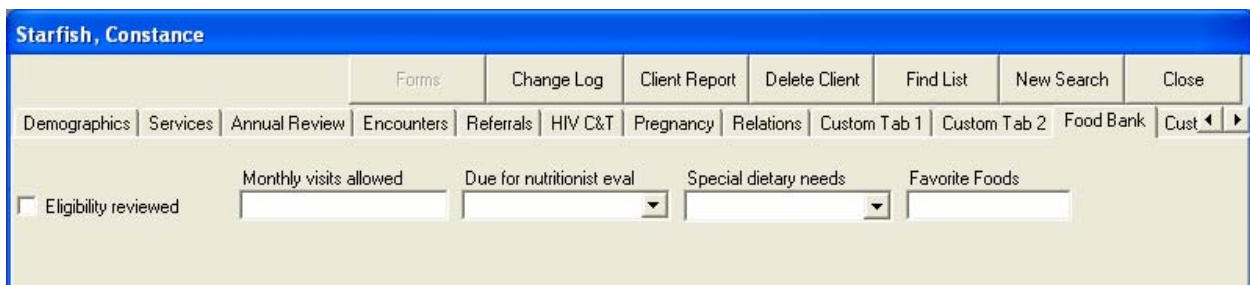 Starfish, Constance
Forms Change Log Client Report Delete Client Find List New Search Close
Demographics Services Annual Review Encounters Referrals HIV C&T Pregnancy Relations Custom Tab 1 Custom Tab 2 Food Bank Cust
Monthly visits allowed Due for nutritionist eval Special dietary needs Favorite Foods
Eligibility reviewed